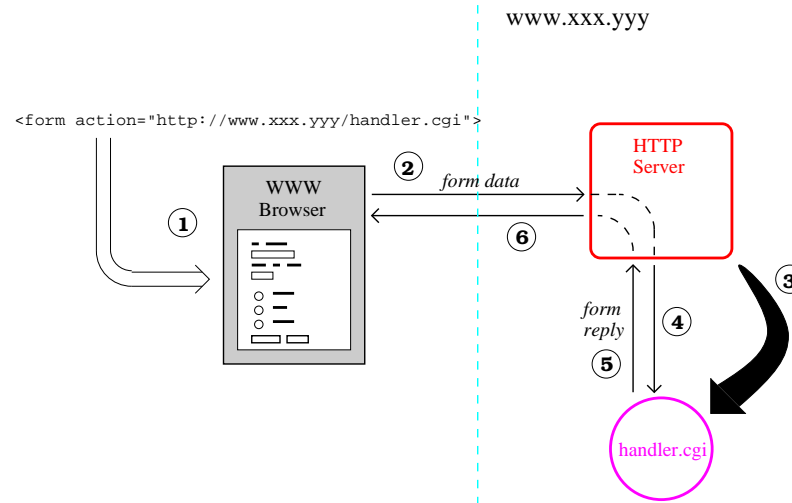 www.xxx.yyy
<form action="http://www.xxx.yyy/handler.cgi">
HTTP
Server
2
form data
WWW
Browser
1
6
3
form
reply
4
5
handler.cgi